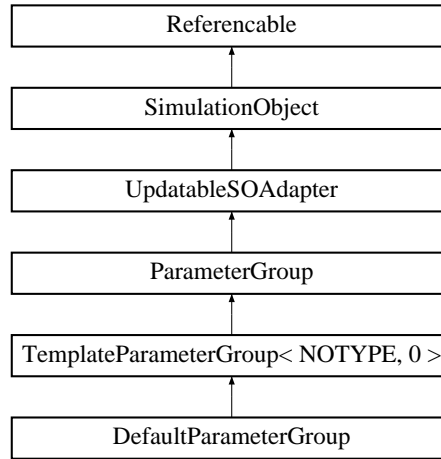 Referencable
SimulationObject
UpdatableSOAdapter
ParameterGroup
TemplateParameterGroup< NOTYPE, 0 >
DefaultParameterGroup